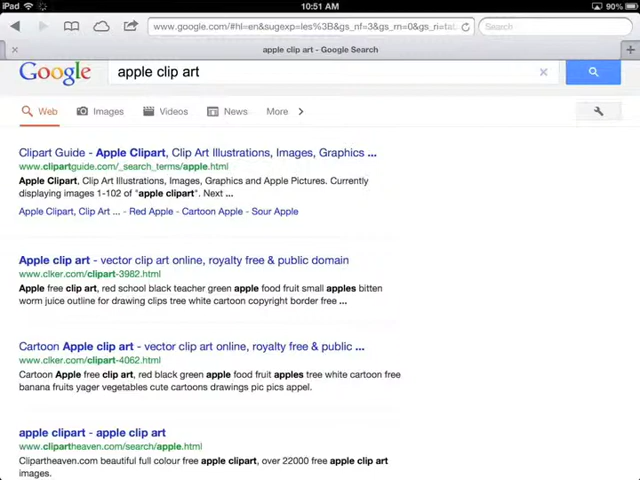 iPad 10:51 AM 90%
www.google.com/#hl=en&sugexp=les%3B&gs_nf=3&gs_rn=0&gs_ri= Search
apple clip art - Google Search
Google apple clip art
Web Images Videos News More
Clipart Guide - Apple Clipart, Clip Art Illustrations, Images, Graphics ...
www.clipartguide.com/_search_terms/apple.html
Apple Clipart, Clip Art Illustrations, Images, Graphics and Apple Pictures. Currently
displaying images 1-102 of "apple clipart". Next ...
Apple Clipart, Clip Art ... - Red Apple - Cartoon Apple - Sour Apple
Apple clip art - vector clip art online, royalty free & public domain
www.clker.com/clipart-3982.html
Apple free clip art, red school black teacher green apple food fruit small apples bitten
worm juice outline for drawing clips tree white cartoon copyright border free ...
Cartoon Apple clip art - vector clip art online, royalty free & public ...
www.clker.com/clipart-4062.html
Cartoon Apple free clip art, red black green apple food fruit apples tree white cartoon free
banana fruits yager vegetables cute cartoons drawings pic pics appel.
apple clipart - apple clip art
www.clipartheaven.com/search/apple.html
Clipartheaven.com beautiful full colour free apple clipart, over 22000 free apple clip art
images.